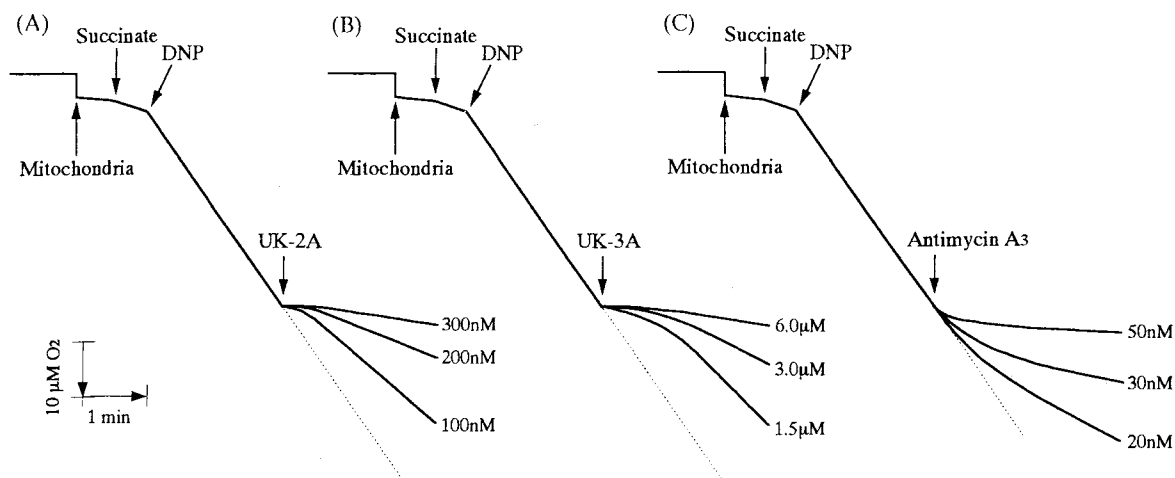 (A)
Succinate
DNP
Mitochondria
UK-2A
300nM
200nM
100nM
10 μM O2
1 min
(B)
Succinate
DNP
Mitochondria
UK-3A
6.0μM
3.0μM
1.5μM
(C)
Succinate
DNP
Mitochondria
Antimycin A3
50nM
30nM
20nM